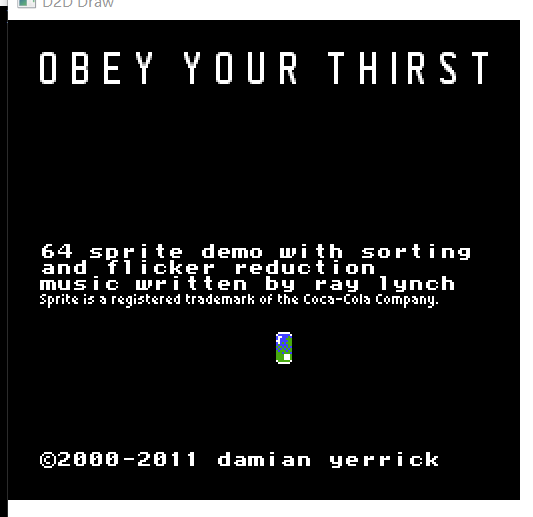 D2D Draw
OBEY YOUR THIRST
64 sprite demo with sorting
and flicker reduction
music written by ray lynch
Sprite is a registered trademark of the Coca-Cola Company.
©2000-2011 damian yerrick